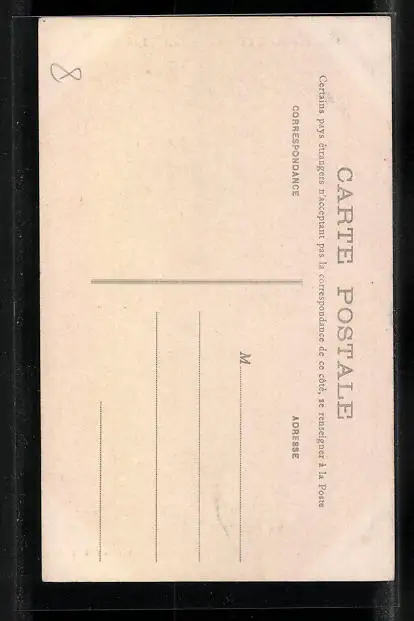 CARTE POSTALE
Certains pays étrangers n'acceptant pas la correspondance de ce côté, se renseigner à la Poste
CORRESPONDANCE
ADRESSE
M
8